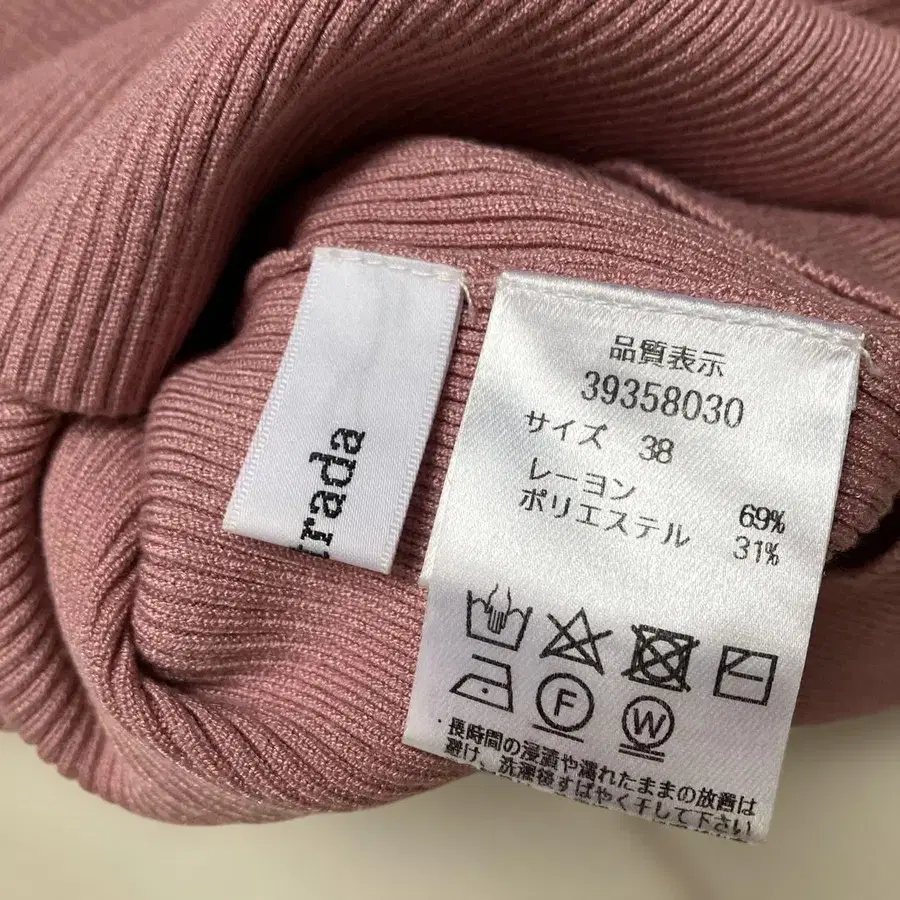 rada
品質表示
39358030
サイズ 38
レーヨン 69%
ポリエステル 31%
F
W
・長時間の浸漬や濡れたままの放置は
避け、洗濯後すばやく干して下さい